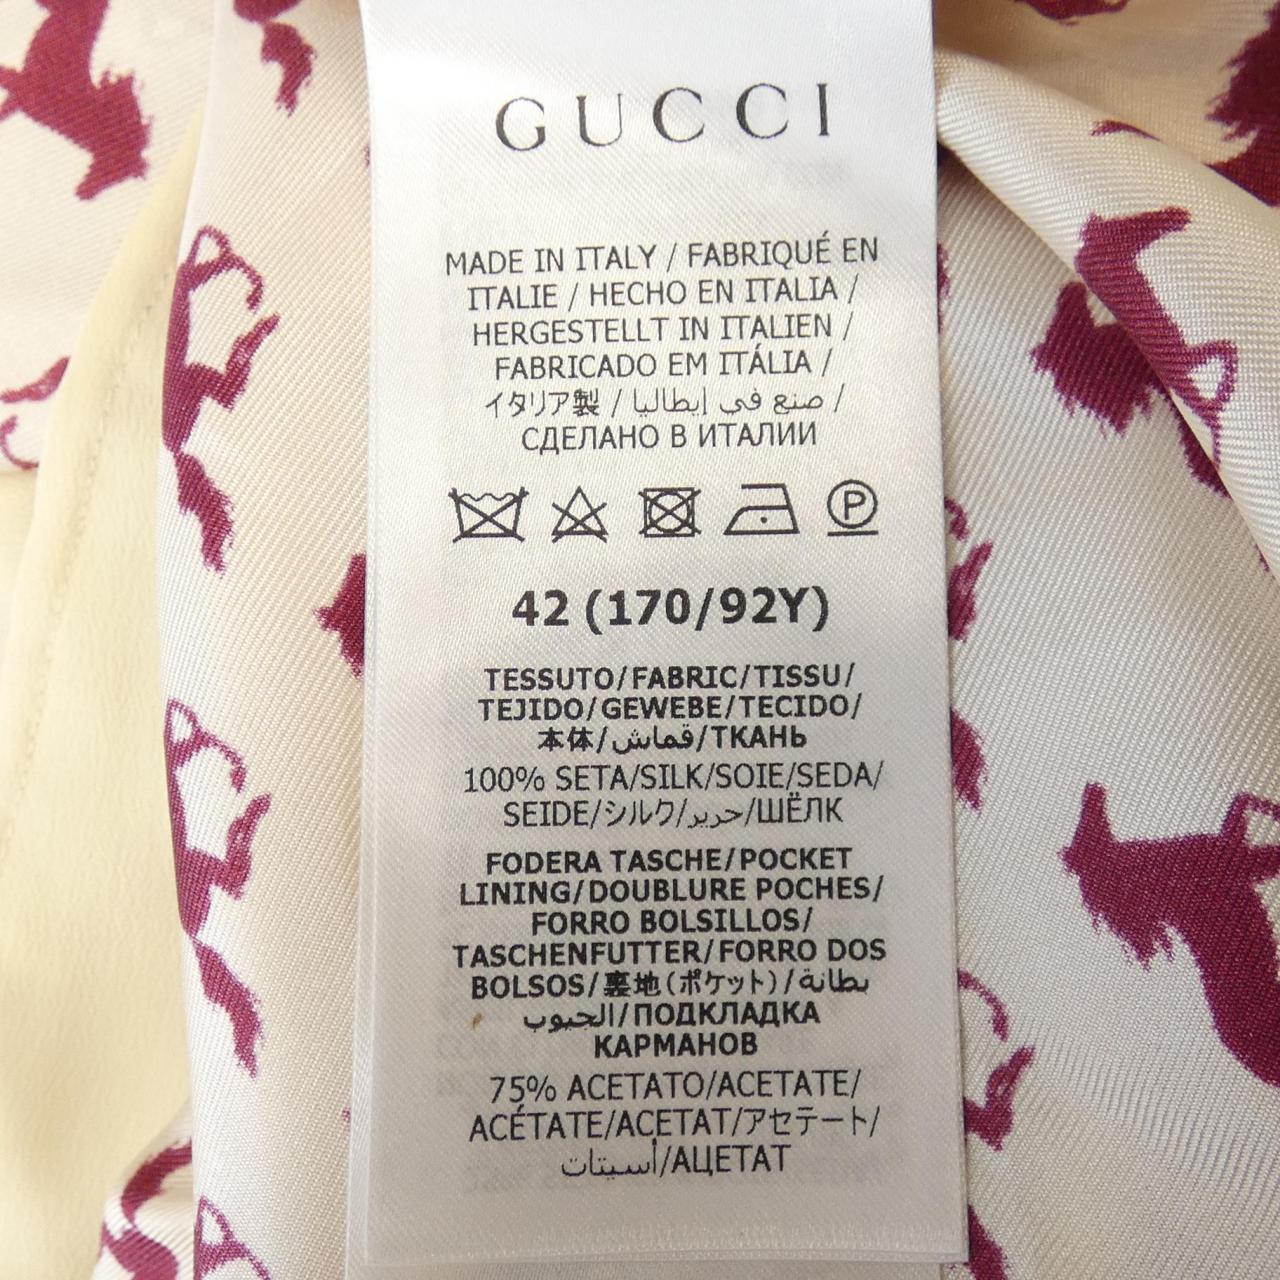 GUCCI
MADE IN ITALY / FABRIQUÉ EN
ITALIE / HECHO EN ITALIA /
HERGESTELLT IN ITALIEN /
FABRICADO EM ITÁLIA /
イタリア製 / صنع في إيطاليا /
СДЕЛАНО В ИТАЛИИ
P
42 (170/92Y)
TESSUTO/FABRIC/TISSU/
TEJIDO/GEWEBE/TECIDO/
本体/قماش/ТКАНЬ
100% SETA/SILK/SOIE/SEDA/
SEIDE/シルク/حرير/ШЁЛК
FODERA TASCHE/POCKET
LINING/DOUBLURE POCHES/
FORRO BOLSILLOS/
TASCHENFUTTER/FORRO DOS
BOLSOS/裏地(ポケット)/بطانة
الجيوب/ПОДКЛАДКА
КАРМАНОВ
75% ACETATO/ACETATE/
ACÉTATE/ACETAT/アセテート/
أسيتات/АЦЕТАТ